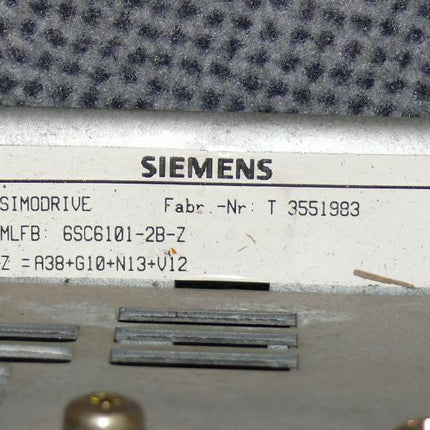 SIEMENS
SIMODRIVE Fabr.-Nr: T 3551983
MLFB: 6SC6101-2B-Z
Z =A38+G10+N13+V12